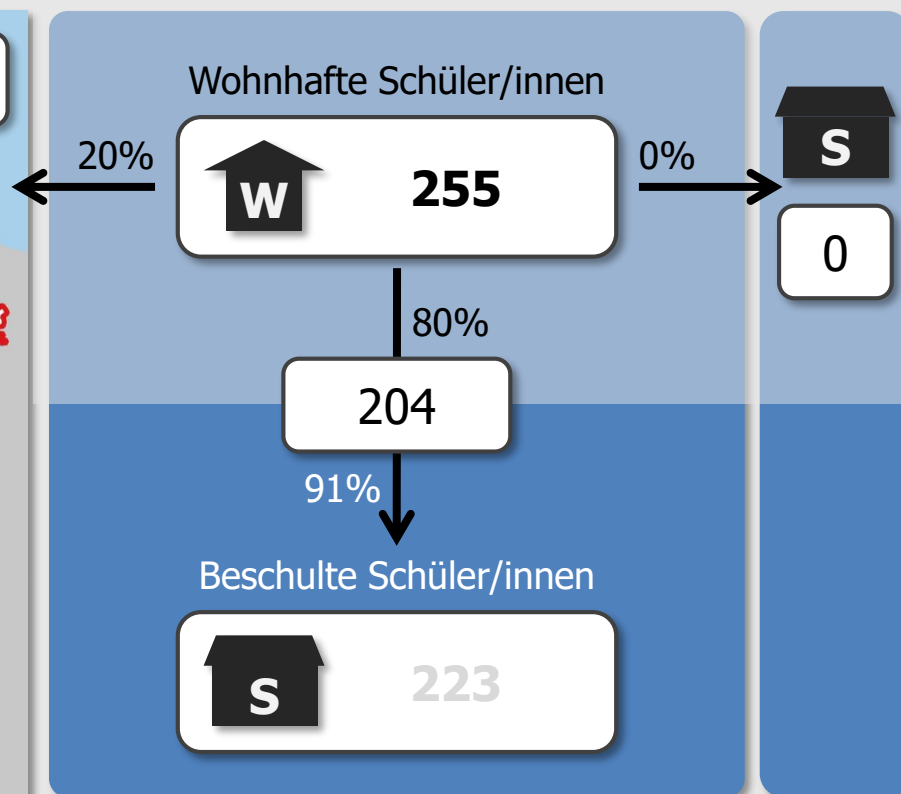 Wohnhafte Schüler/innen
20%
W
255
0%
S
0
80%
204
91%
Beschulte Schüler/innen
S
223